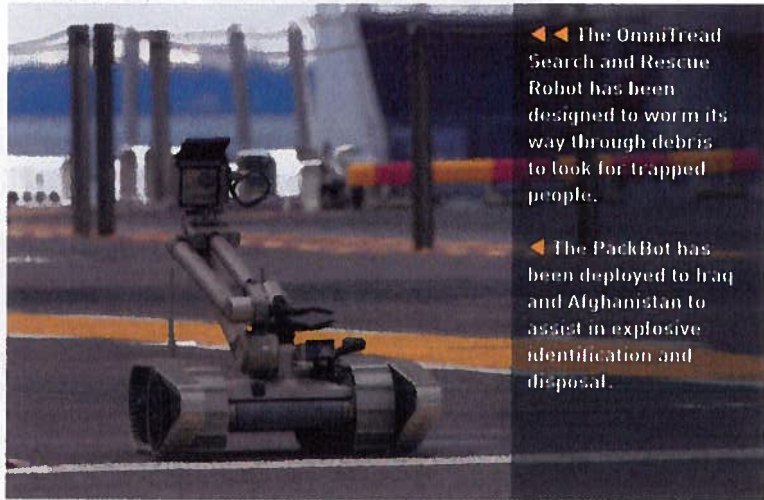 ◀◀ The OmniTread
Search and Rescue
Robot has been
designed to worm its
way through debris
to look for trapped
people.
◀ The PackBot has
been deployed to Iraq
and Afghanistan to
assist in explosive
identification and
disposal.